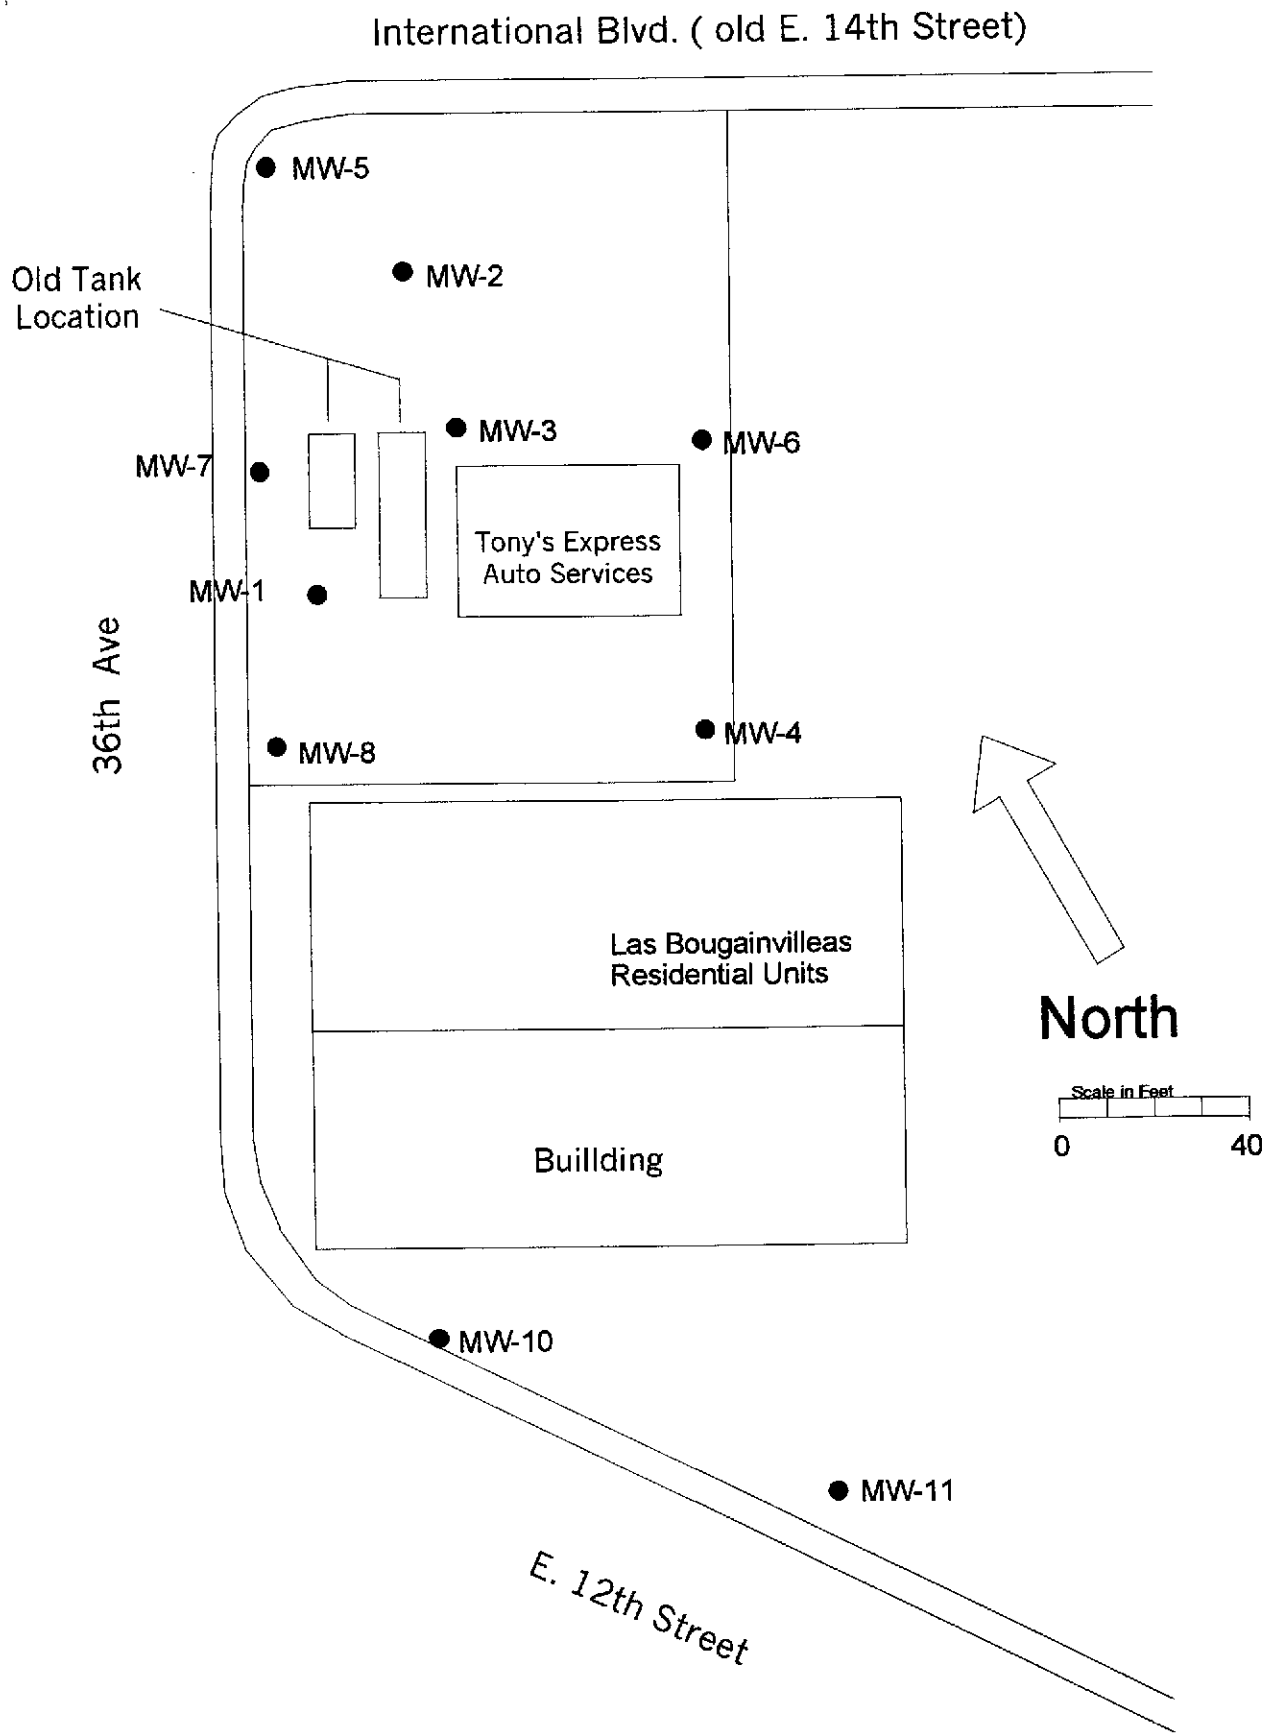 International Blvd. ( old E. 14th Street)
MW-5
MW-2
Old Tank
Location
MW-3
MW-6
MW-7
Tony's Express
Auto Services
MW-1
36th Ave
MW-4
MW-8
Las Bougainvilleas
Residential Units
North
Scale in Feet
0 40
Buillding
MW-10
MW-11
E. 12th Street